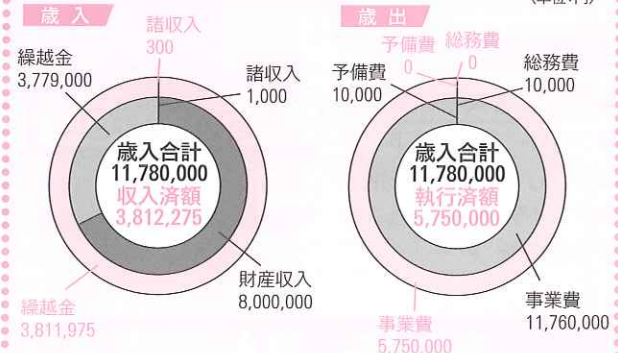 歳入
諸収入
300
繰越金
3,779,000
諸収入
1,000
歳入合計
11,780,000
収入済額
3,812,275
財産収入
8,000,000
繰越金
3,811,975
歳出
予備費
0
総務費
0
予備費
10,000
総務費
10,000
歳入合計
11,780,000
執行済額
5,750,000
事業費
11,760,000
事業費
5,750,000